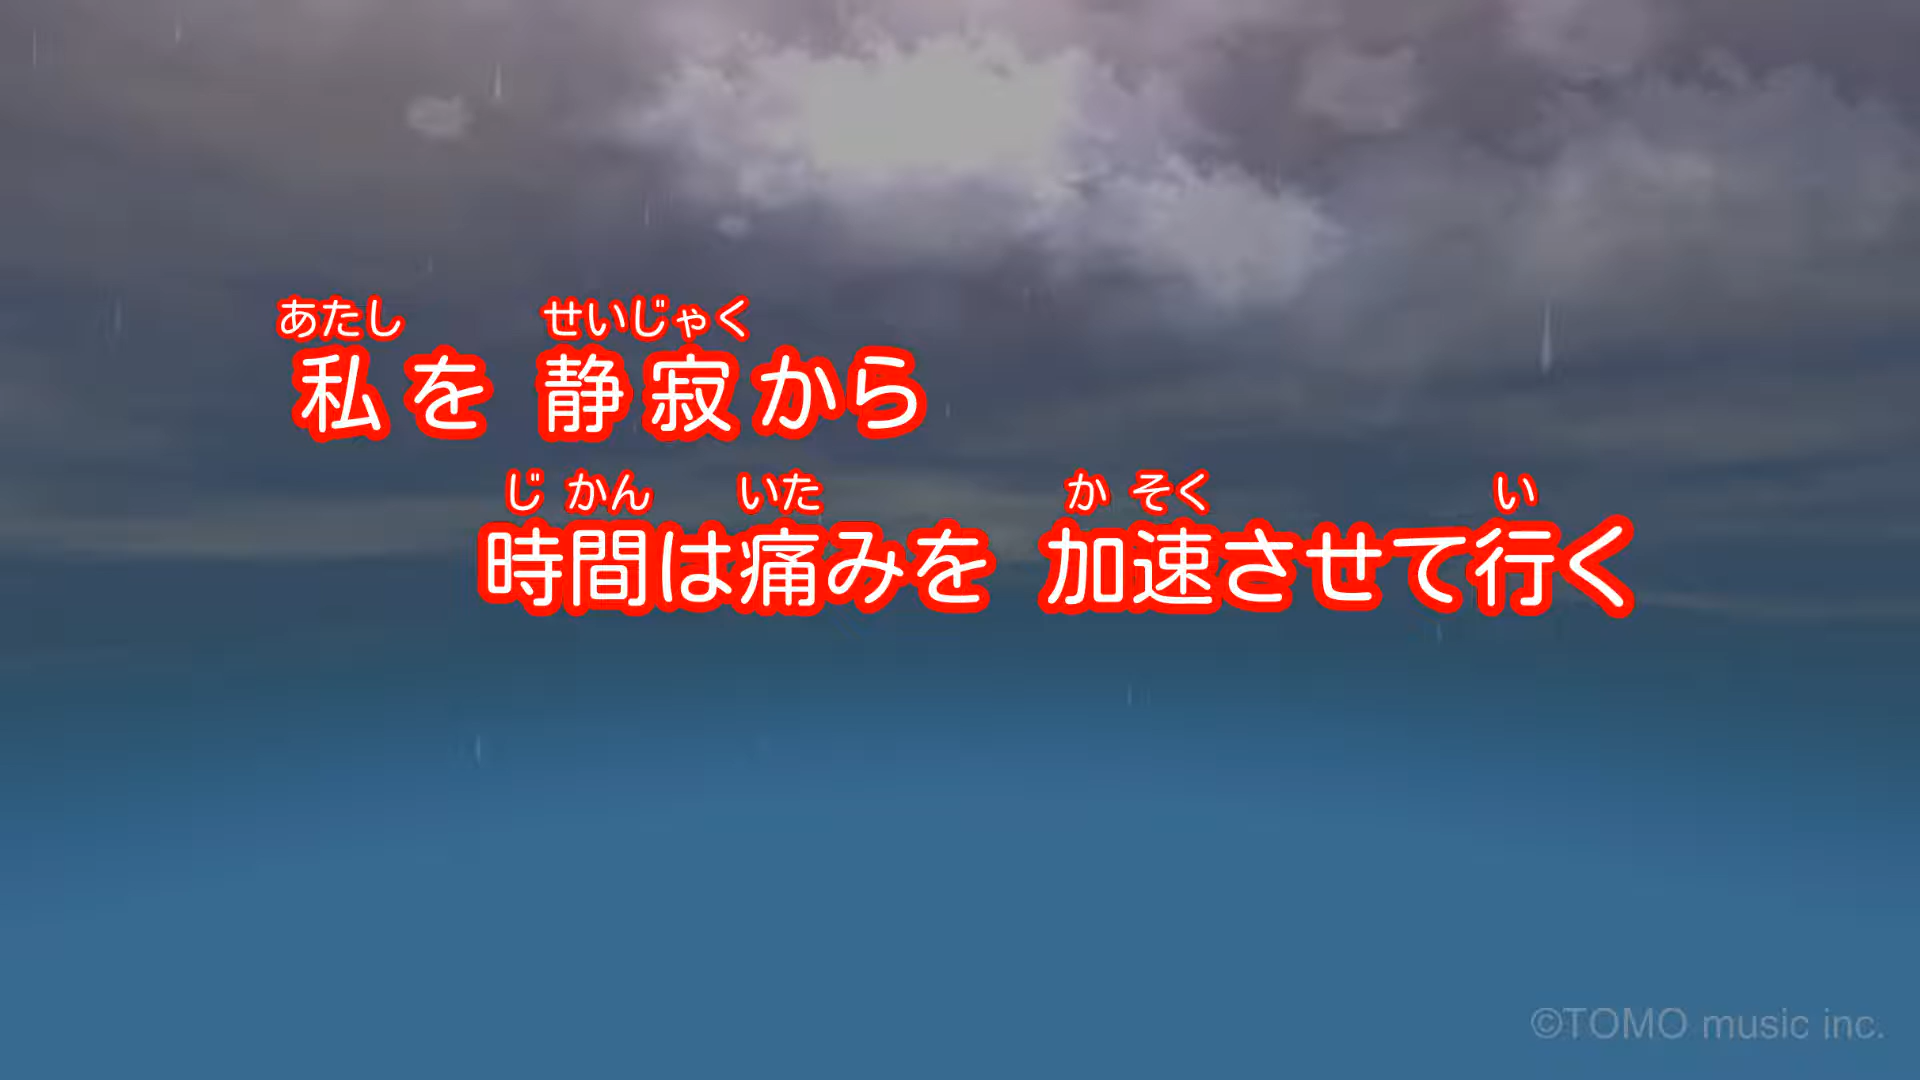 あたし せいじゃく
私を 静寂から
じ かん いた か そく い
時間は痛みを 加速させて行く
©TOMO music inc.